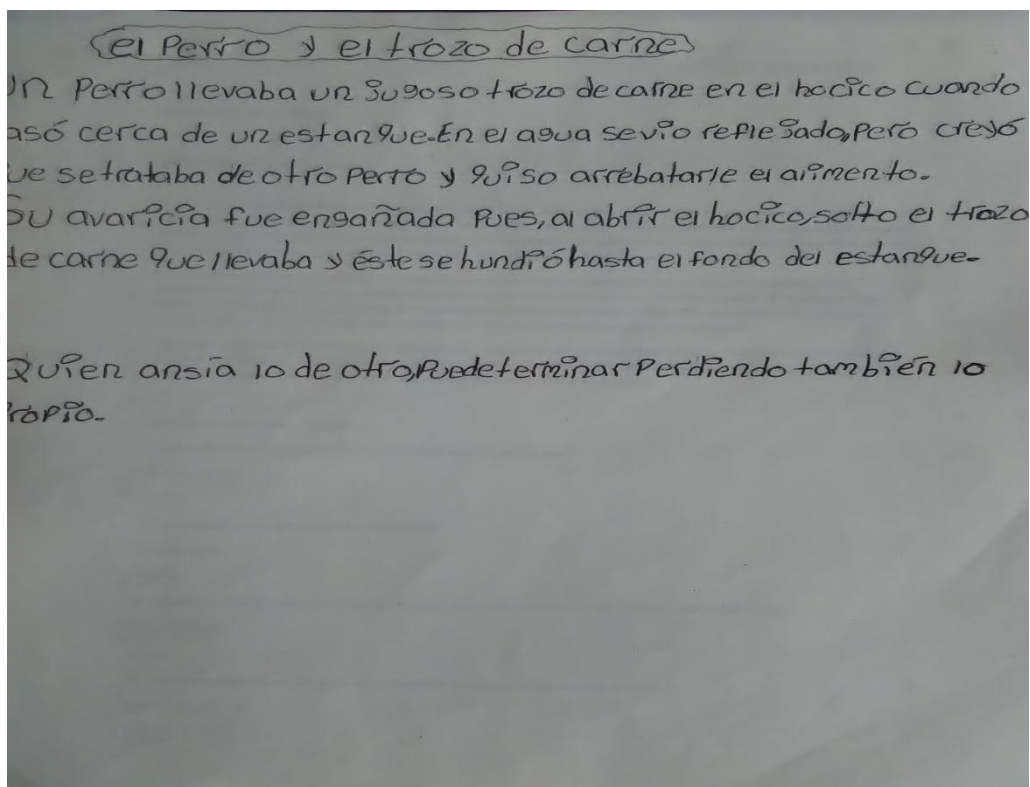 el Perro y el trozo de carne
Un Perro llevaba un jugoso trozo de carne en el hocico cuando
asó cerca de un estanque. En el agua se vio reflejado, Pero creyó
ue se trataba de otro Perro y quiso arrebatarle el alimento.
Su avaricia fue engañada Pues, al abrir el hocico, solto el trozo
de carne que llevaba y éste se hundió hasta el fondo del estanque.
Quien ansía lo de otro, Puede terminar Perdiendo también lo
ropio.